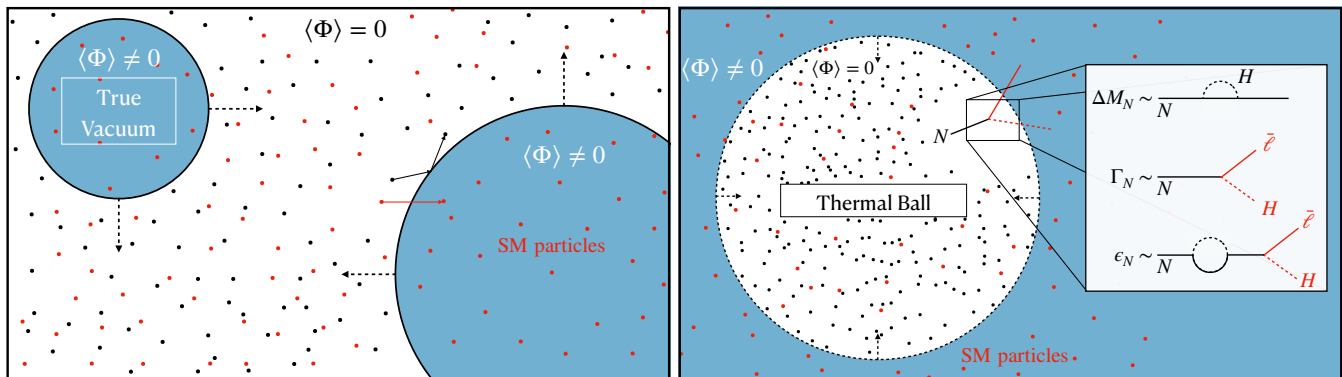 ⟨Φ⟩ = 0
⟨Φ⟩ ≠ 0
True
Vacuum
⟨Φ⟩ ≠ 0
SM particles
⟨Φ⟩ ≠ 0
⟨Φ⟩ = 0
N
Thermal Ball
SM particles
ΔM_N ~ N H
Γ_N ~ N ℓ̄ H
ϵ_N ~ N ℓ̄ H